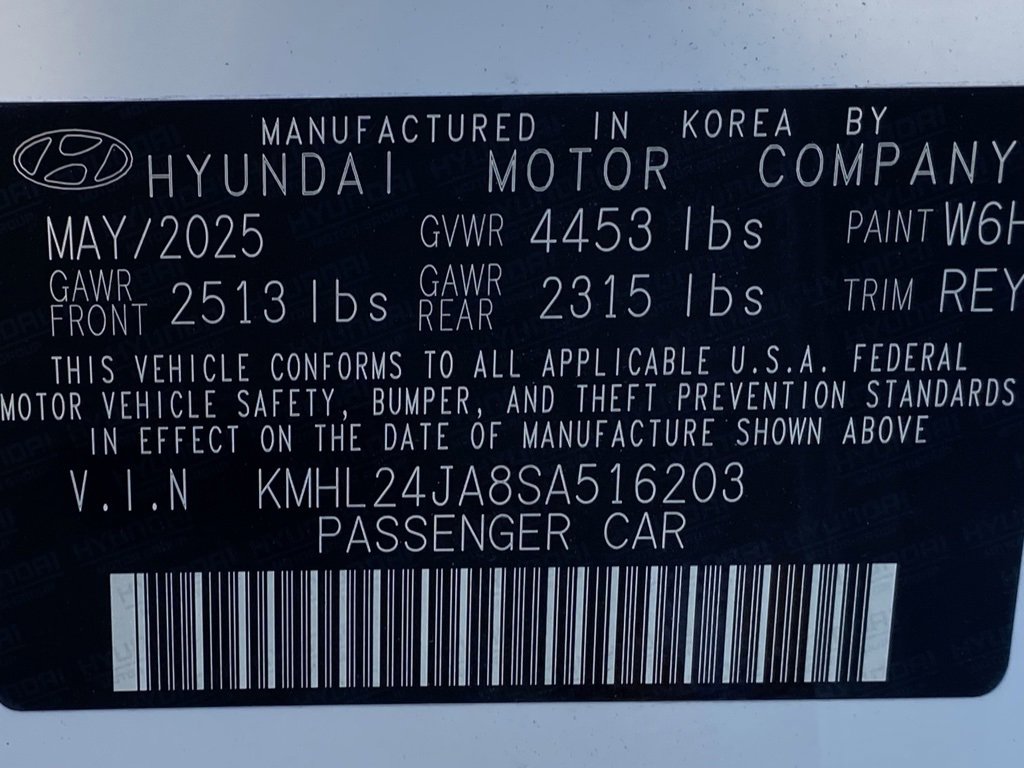 MANUFACTURED IN KOREA BY
HYUNDAI MOTOR COMPANY
MAY/2025 GVWR 4453 lbs PAINT W6H
GAWR FRONT 2513 lbs GAWR REAR 2315 lbs TRIM REY
THIS VEHICLE CONFORMS TO ALL APPLICABLE U.S.A. FEDERAL
MOTOR VEHICLE SAFETY, BUMPER, AND THEFT PREVENTION STANDARDS
IN EFFECT ON THE DATE OF MANUFACTURE SHOWN ABOVE
V.I.N KMHL24JA8SA516203
PASSENGER CAR